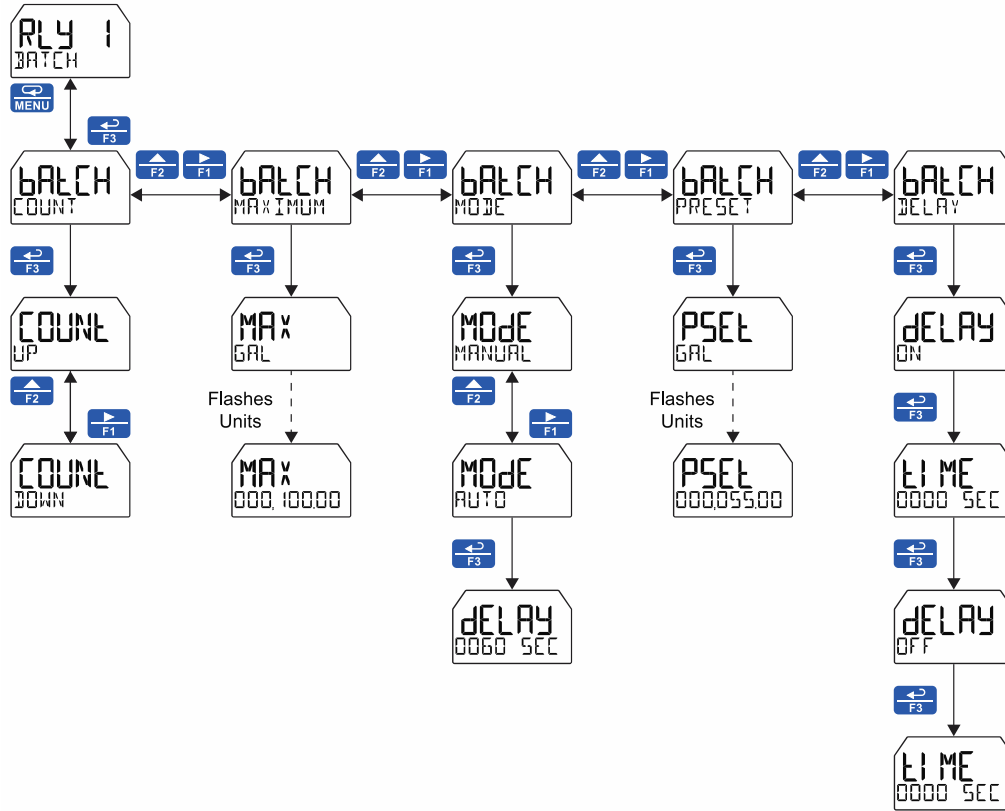 RLY 1
BATCH
MENU
F3
F2
F1
F2
F1
F2
F1
F2
F1
bAtCH
COUNT
bAtCH
MAXIMUM
bAtCH
MODE
bAtCH
PRESET
bAtCH
DELAY
F3
F3
F3
F3
F3
COUNt
UP
MAX
GAL
MOdE
MANUAL
PSEt
GAL
dELAY
ON
F2
F1
Flashes
Units
F2
F1
Flashes
Units
F3
COUNt
DOWN
MAX
000,100.00
MOdE
AUTO
PSEt
000,055.00
tIME
0000 SEC
F3
F3
dELAY
0060 SEC
dELAY
OFF
F3
tIME
0000 SEC